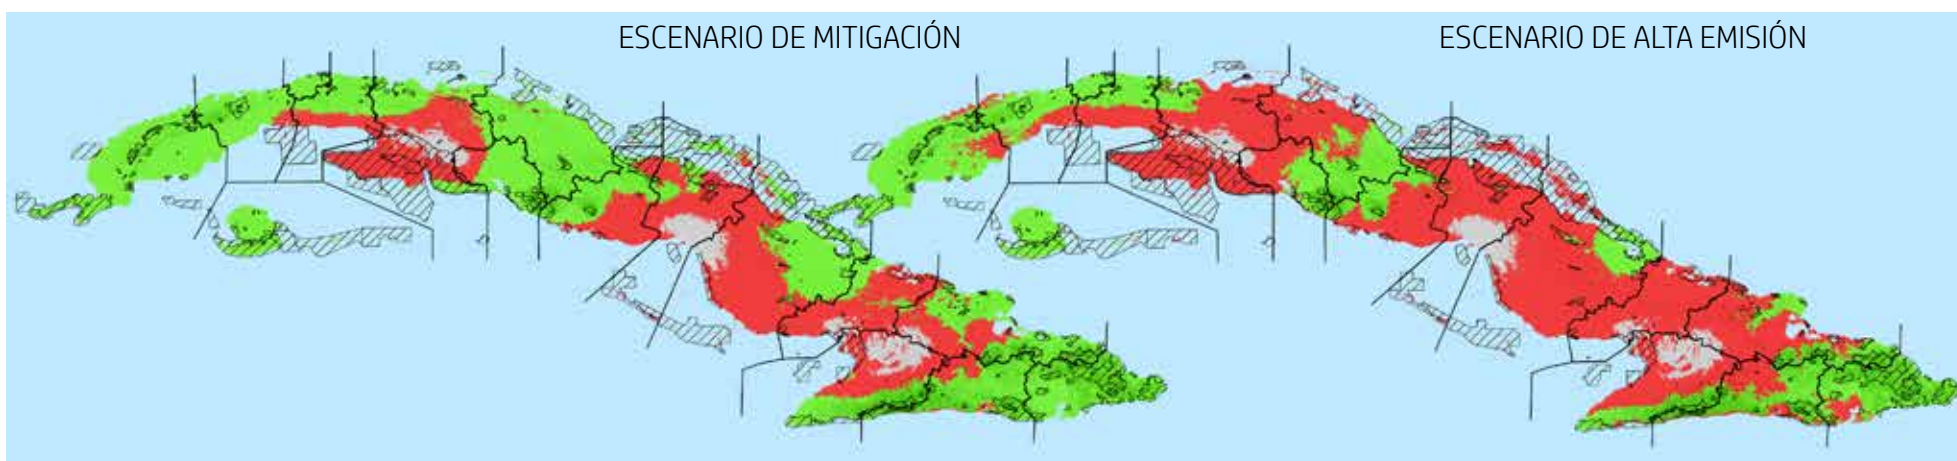 ESCENARIO DE MITIGACIÓN
ESCENARIO DE ALTA EMISIÓN